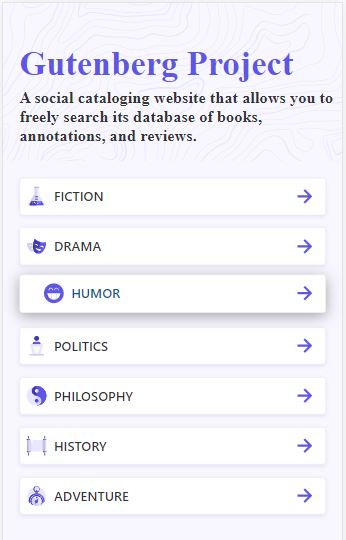 Gutenberg Project
A social cataloging website that allows you to
freely search its database of books,
annotations, and reviews.
FICTION
DRAMA
HUMOR
POLITICS
PHILOSOPHY
HISTORY
ADVENTURE